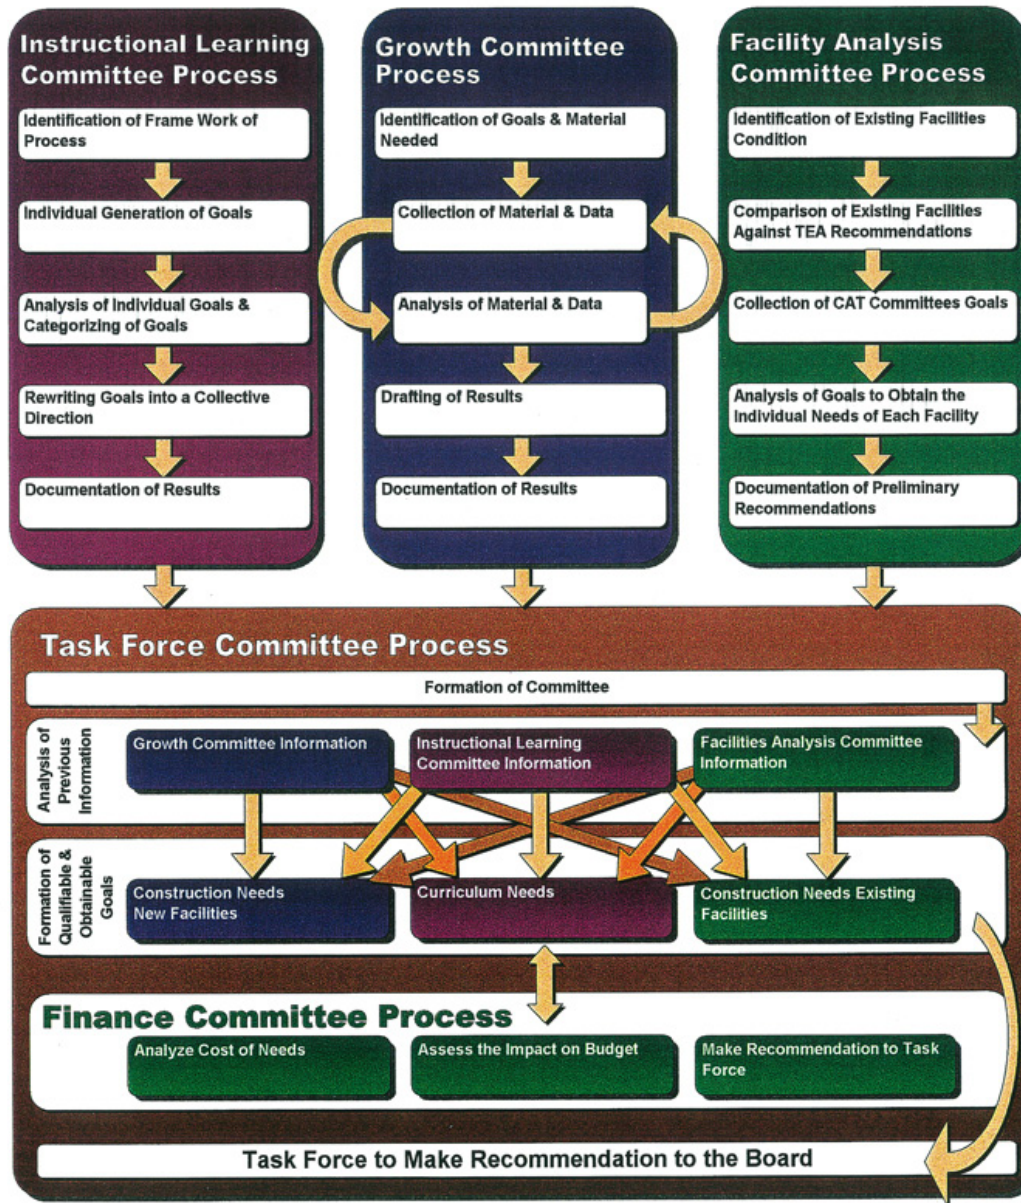 Instructional Learning
Committee Process
Identification of Frame Work of
Process
Individual Generation of Goals
Analysis of Individual Goals &
Categorizing of Goals
Rewriting Goals into a Collective
Direction
Documentation of Results
Growth Committee
Process
Identification of Goals & Material
Needed
Collection of Material & Data
Analysis of Material & Data
Drafting of Results
Documentation of Results
Facility Analysis
Committee Process
Identification of Existing Facilities
Condition
Comparison of Existing Facilities
Against TEA Recommendations
Collection of CAT Committees Goals
Analysis of Goals to Obtain the
Individual Needs of Each Facility
Documentation of Preliminary
Recommendations
Task Force Committee Process
Formation of Committee
Analysis of
Previous
Information
Growth Committee Information
Instructional Learning
Committee Information
Facilities Analysis Committee
Information
Formation of
Qualifiable &
Obtainable
Goals
Construction Needs
New Facilities
Curriculum Needs
Construction Needs Existing
Facilities
Finance Committee Process
Analyze Cost of Needs
Assess the Impact on Budget
Make Recommendation to Task
Force
Task Force to Make Recommendation to the Board